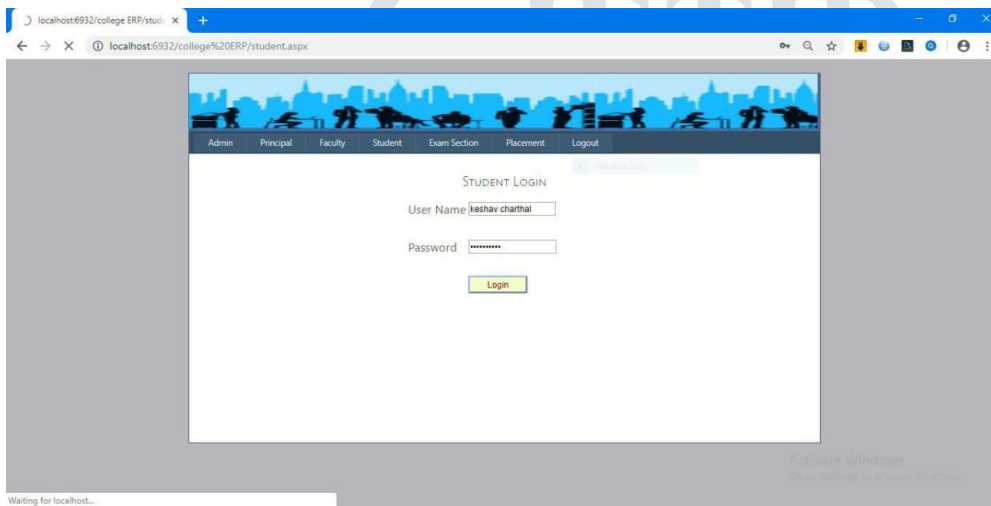 localhost:6932/college ERP/stude
localhost:6932/college%20ERP/student.aspx
Admin Principal Faculty Student Exam Section Placement Logout
STUDENT LOGIN
User Name keshav charthal
Password ••••••••••
Login
Activate Windows
Go to Settings to activate Windows.
Waiting for localhost...